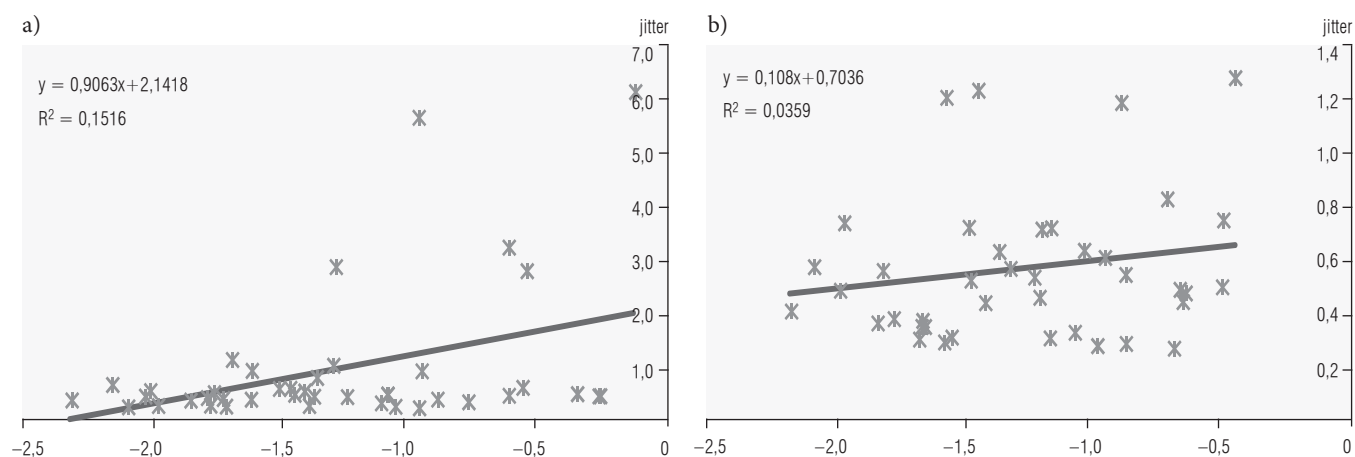 a)
jitter
7,0
y = 0,9063x+2,1418
6,0
R² = 0,1516
5,0
4,0
3,0
2,0
1,0
–2,5 –2,0 –1,5 –1,0 –0,5 0
b)
jitter
1,4
y = 0,108x+0,7036
1,2
R² = 0,0359
1,0
0,8
0,6
0,4
0,2
–2,5 –2,0 –1,5 –1,0 –0,5 0